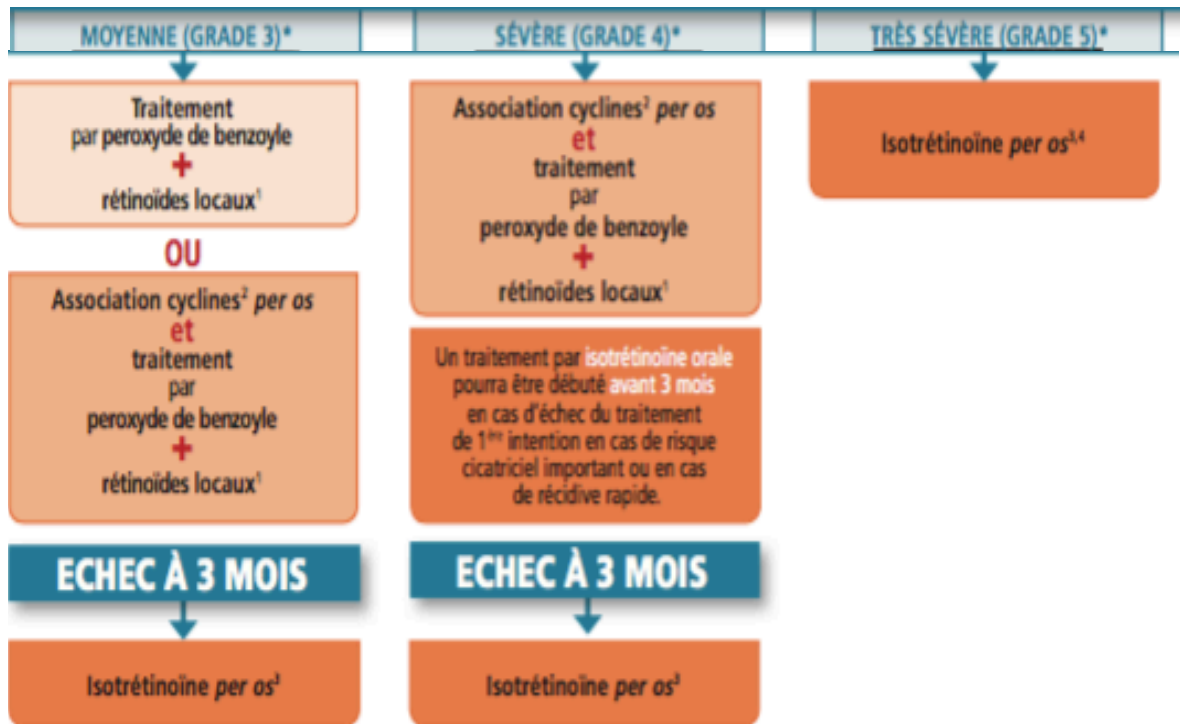 MOYENNE (GRADE 3)*
Traitement
par peroxyde de benzoyle
+
rétinoïdes locaux¹
OU
Association cyclines² per os
et
traitement
par
peroxyde de benzoyle
+
rétinoïdes locaux¹
ECHEC À 3 MOIS
Isotrétinoïne per os³
SÉVÈRE (GRADE 4)*
Association cyclines² per os
et
traitement
par
peroxyde de benzoyle
+
rétinoïdes locaux¹
Un traitement par isotrétinoïne orale
pourra être débuté avant 3 mois
en cas d'échec du traitement
de 1ère intention en cas de risque
cicatriciel important ou en cas
de récidive rapide.
ECHEC À 3 MOIS
Isotrétinoïne per os³
TRÈS SÉVÈRE (GRADE 5)*
Isotrétinoïne per os³,⁴